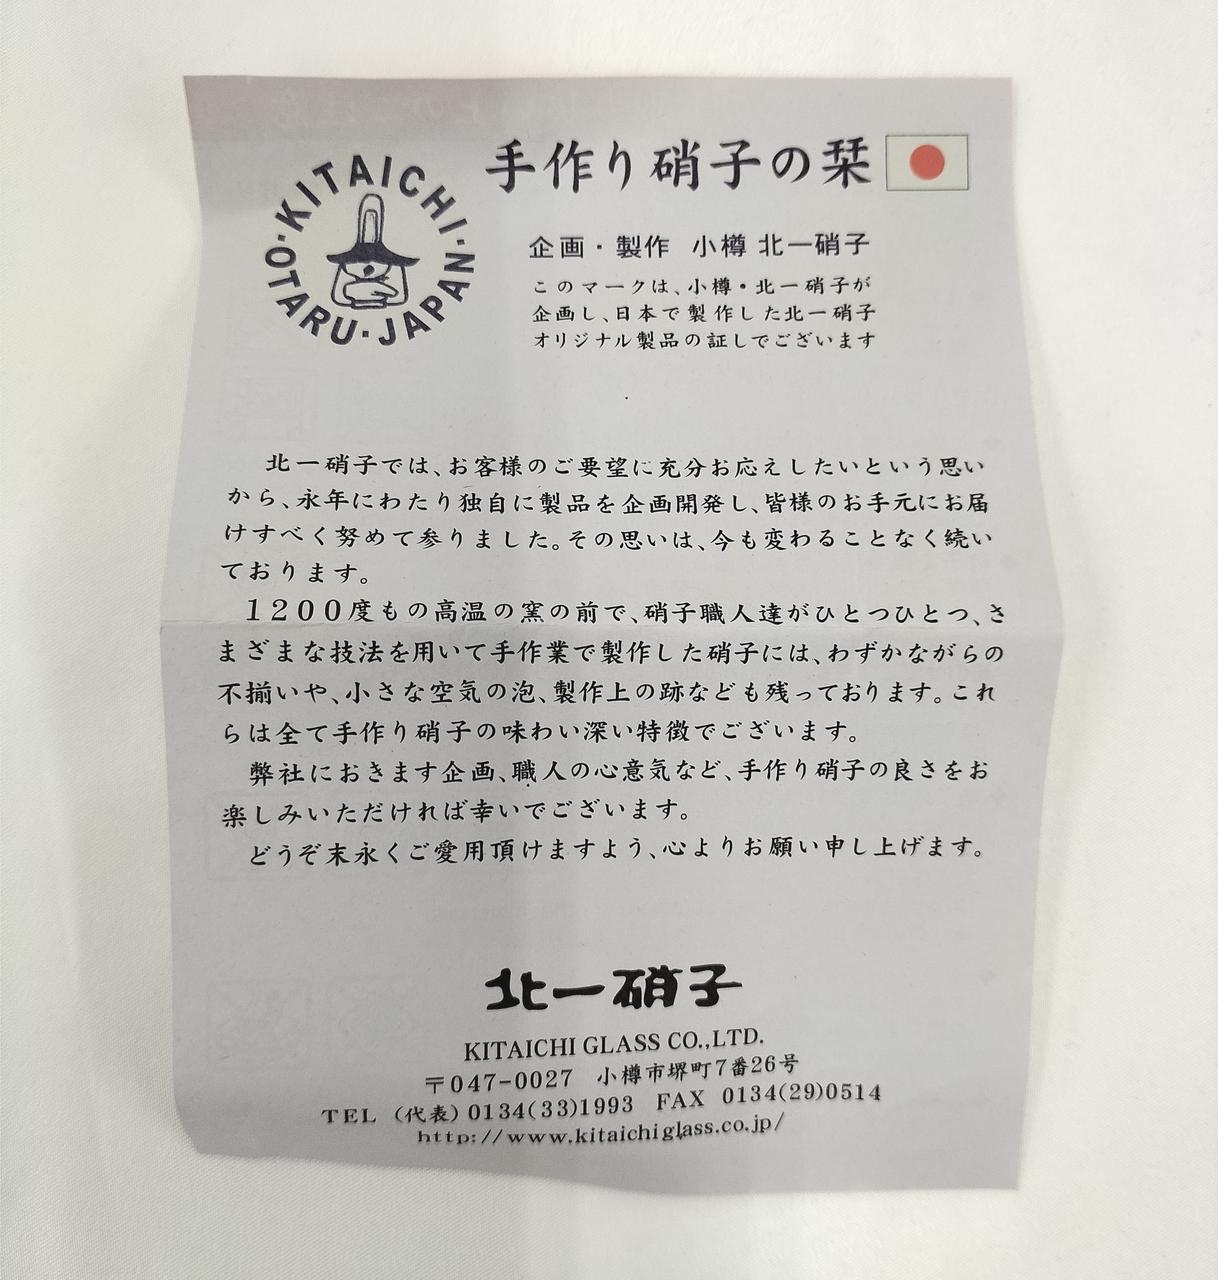 ·KITAICHI·
OTARU·JAPAN
手作り硝子の栞
企画・製作 小樽 北一硝子
このマークは、小樽・北一硝子が
企画し、日本で製作した北一硝子
オリジナル製品の証しでございます
北一硝子では、お客様のご要望に充分お応えしたいという思い
から、永年にわたり独自に製品を企画開発し、皆様のお手元にお届
けすべく努めて参りました。その思いは、今も変わることなく続い
ております。
1200度もの高温の窯の前で、硝子職人達がひとつひとつ、さ
まざまな技法を用いて手作業で製作した硝子には、わずかながらの
不揃いや、小さな空気の泡、製作上の跡なども残っております。これ
らは全て手作り硝子の味わい深い特徴でございます。
弊社におきます企画、職人の心意気など、手作り硝子の良さをお
楽しみいただければ幸いでございます。
どうぞ末永くご愛用頂けますよう、心よりお願い申し上げます。
北一硝子
KITAICHI GLASS CO.,LTD.
〒047-0027 小樽市堺町7番26号
TEL (代表) 0134(33)1993 FAX 0134(29)0514
http://www.kitaichiglass.co.jp/